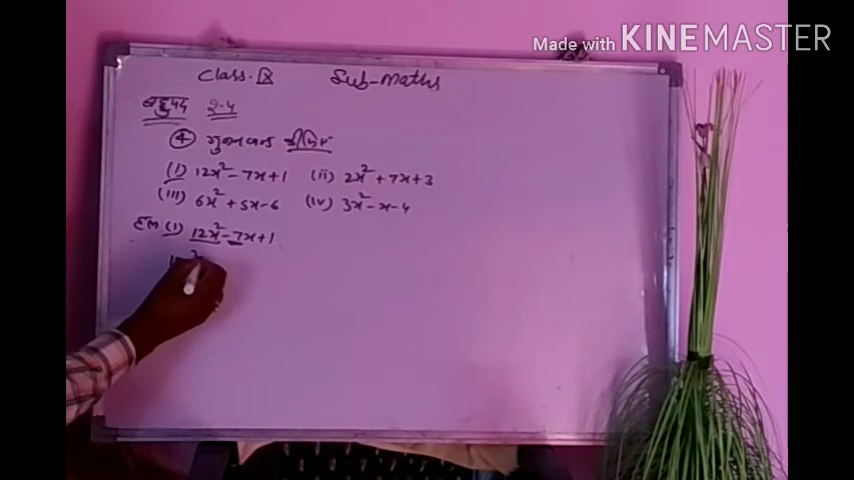 Made with KINEMASTER
Class-IX Sub-Maths
बहुपद 2.4
(4) गुणनखंड कीजिए
(i) 12x² - 7x + 1 (ii) 2x² + 7x + 3
(iii) 6x² + 5x - 6 (iv) 3x² - x - 4
हल (i) 12x² - 7x + 1